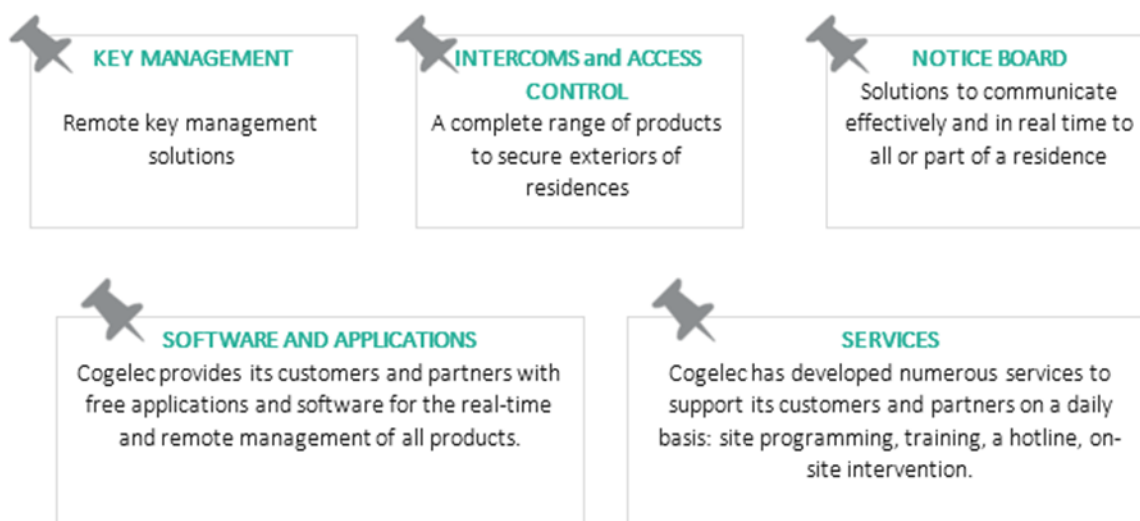 KEY MANAGEMENT
Remote key management
solutions
INTERCOMS and ACCESS
CONTROL
A complete range of products
to secure exteriors of
residences
NOTICE BOARD
Solutions to communicate
effectively and in real time to
all or part of a residence
SOFTWARE AND APPLICATIONS
Cogelec provides its customers and partners with
free applications and software for the real-time
and remote management of all products.
SERVICES
Cogelec has developed numerous services to
support its customers and partners on a daily
basis: site programming, training, a hotline, on-
site intervention.